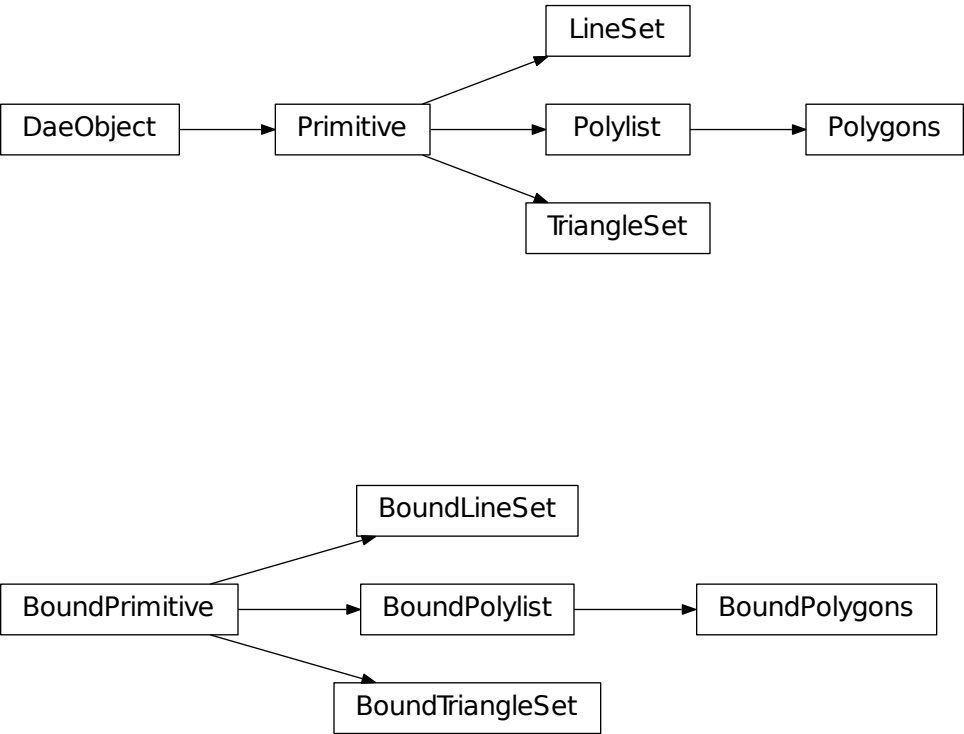 LineSet
DaeObject
Primitive
Polylist
Polygons
TriangleSet
BoundLineSet
BoundPrimitive
BoundPolylist
BoundPolygons
BoundTriangleSet